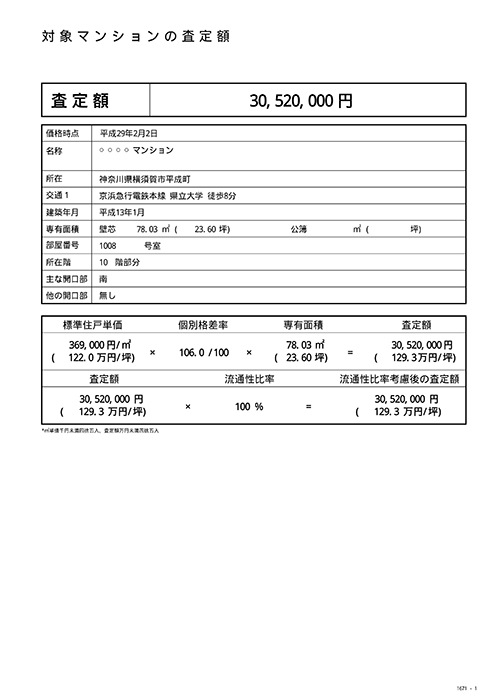 対象マンションの査定額
査定額 30,520,000 円
価格時点 平成29年2月2日
名称 ○○○○ マンション
所在 神奈川県横須賀市平成町
交通1 京浜急行電鉄本線 県立大学 徒歩8分
建築年月 平成13年1月
専有面積 壁芯 78.03 ㎡ ( 23.60 坪) 公簿 ㎡ ( 坪)
部屋番号 1008 号室
所在階 10 階部分
主な開口部 南
他の開口部 無し
標準住戸単価 個別格差率 専有面積 査定額
369,000 円/㎡ × 106.0 /100 × 78.03 ㎡ = 30,520,000 円
( 122.0 万円/坪) ( 23.60 坪) ( 129.3 万円/坪)
査定額 流通性比率 流通性比率考慮後の査定額
30,520,000 円 × 100 % = 30,520,000 円
( 129.3 万円/坪) ( 129.3 万円/坪)
*㎡単価千円未満四捨五入、査定額万円未満四捨五入